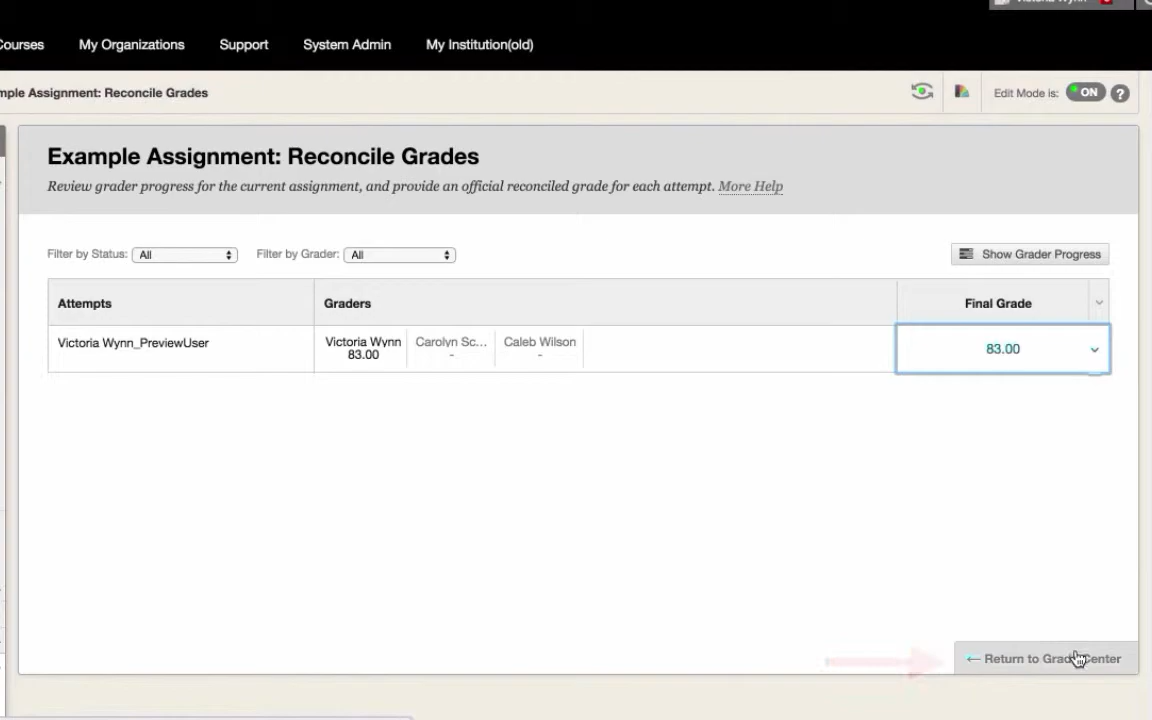 Courses My Organizations Support System Admin My Institution(old)
mple Assignment: Reconcile Grades Edit Mode is: ON ?
Example Assignment: Reconcile Grades
Review grader progress for the current assignment, and provide an official reconciled grade for each attempt. More Help
Filter by Status: All Filter by Grader: All Show Grader Progress
Attempts Graders Final Grade
Victoria Wynn_PreviewUser Victoria Wynn Carolyn Sc... Caleb Wilson 83.00
83.00 - -
← Return to Grade Center